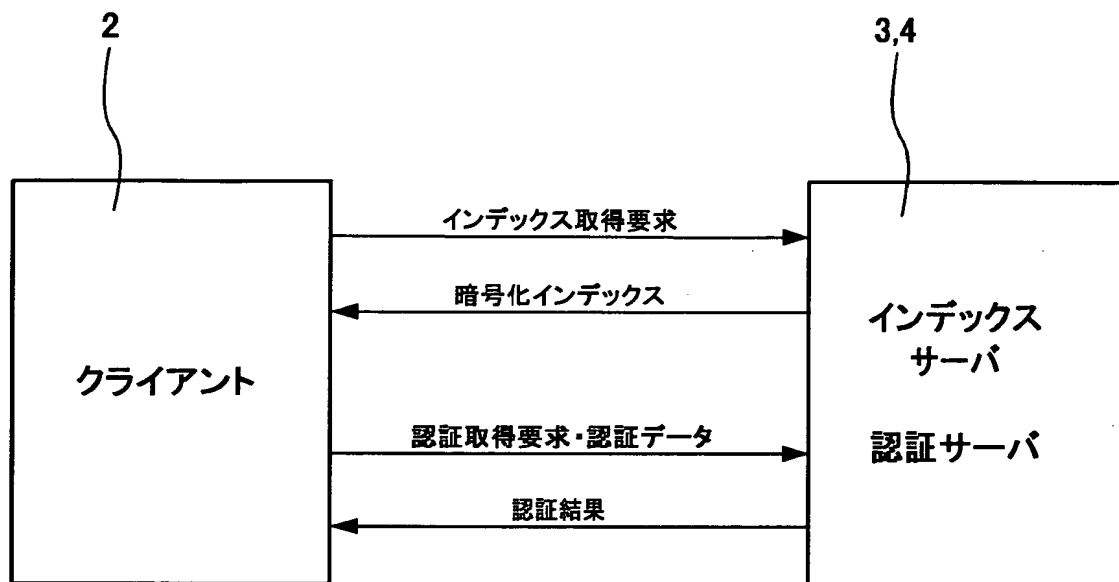 2
3,4
インデックス取得要求
暗号化インデックス
クライアント
インデックス
サーバ
認証取得要求・認証データ
認証サーバ
認証結果